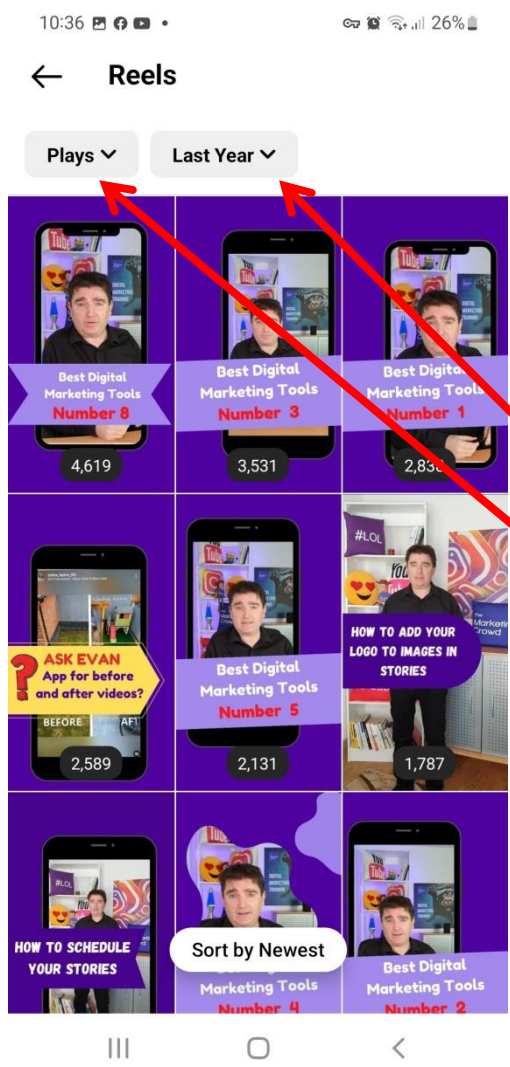 10:36
26%
Reels
Plays
Last Year
Best Digital
Marketing Tools
Number 8
4,619
Best Digital
Marketing Tools
Number 3
3,531
Best Digital
Marketing Tools
Number 1
ASK EVAN
App for before
and after videos?
BEFORE
2,589
Best Digital
Marketing Tools
Number 5
2,131
#LOL
HOW TO ADD YOUR
LOGO TO IMAGES IN
STORIES
1,787
#LOL
HOW TO SCHEDULE
YOUR STORIES
Marketing Tools
Number 4
Best Digital
Marketing Tools
Number 2
Sort by Newest